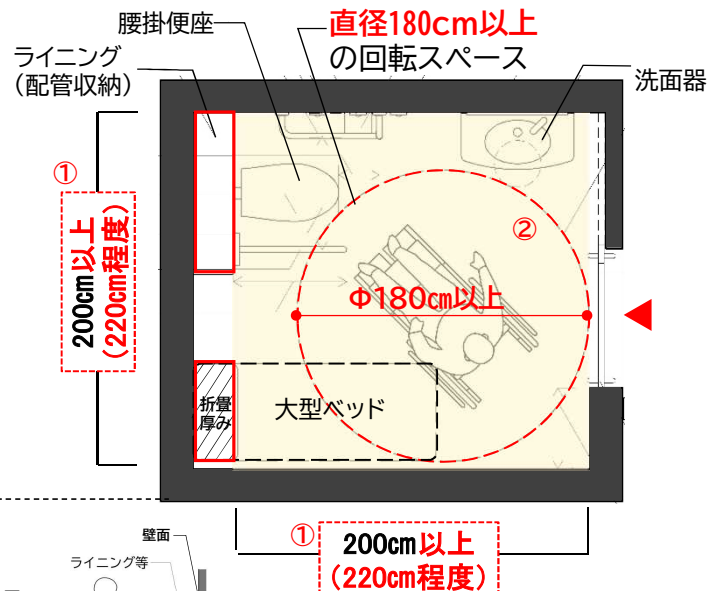 腰掛便座
直径180cm以上
の回転スペース
ライニング
(配管収納)
洗面器
①
200cm以上
(220cm程度)
②
Φ180㎝以上
折畳
厚み
大型ベッド
①
200cm以上
(220cm程度)
壁面
ライニング等